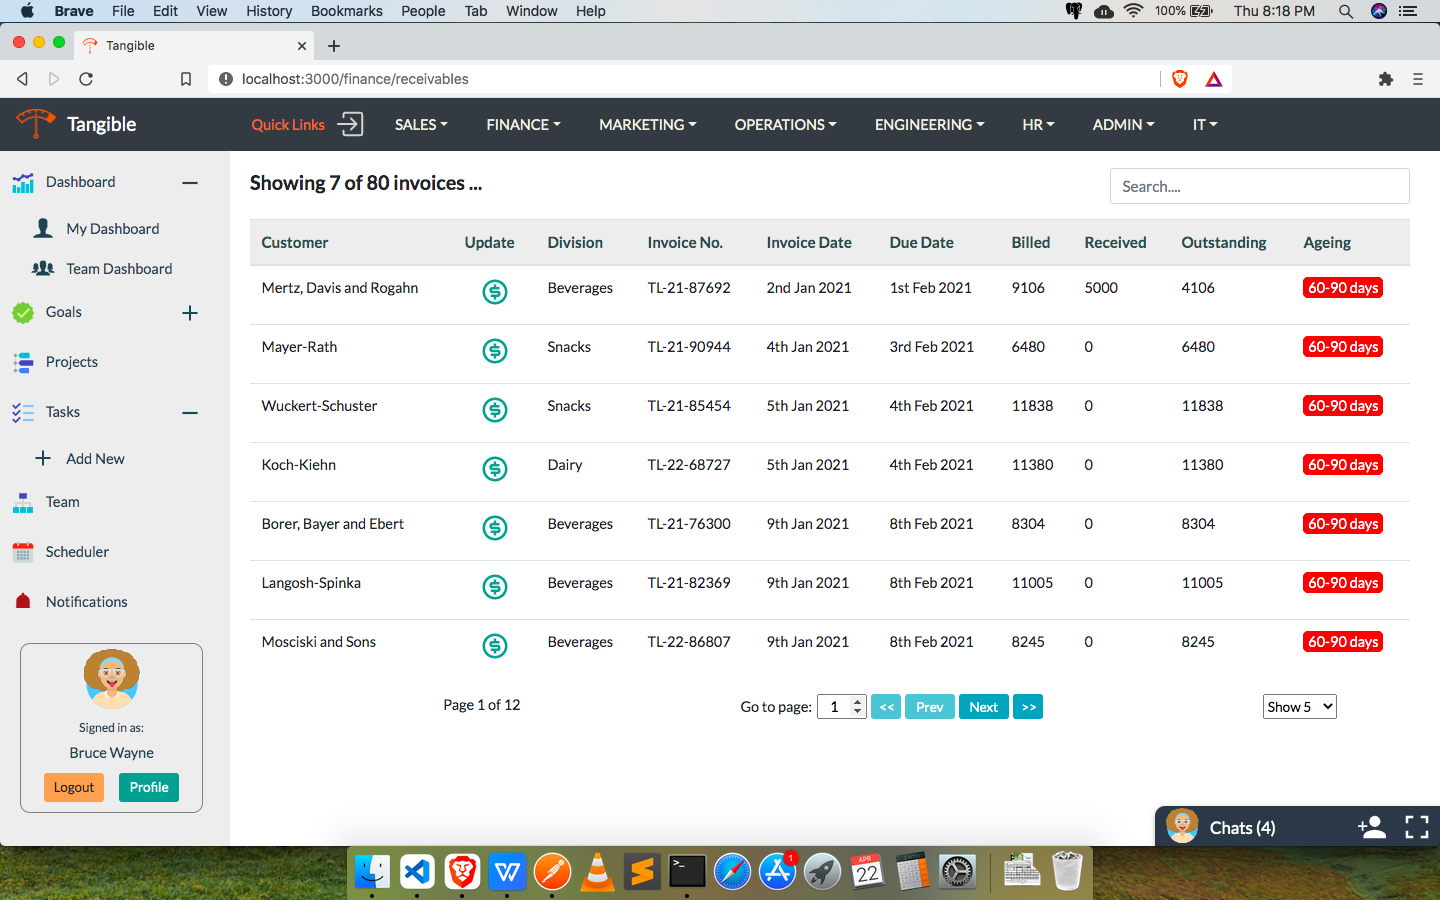 Brave File Edit View History Bookmarks People Tab Window Help 100% Thu 8:18 PM
Tangible
localhost:3000/finance/receivables
Tangible Quick Links SALES FINANCE MARKETING OPERATIONS ENGINEERING HR ADMIN IT
Dashboard
My Dashboard
Team Dashboard
Goals
Projects
Tasks
Add New
Team
Scheduler
Notifications
Signed in as:
Bruce Wayne
Logout Profile
Showing 7 of 80 invoices ... Search....
Customer Update Division Invoice No. Invoice Date Due Date Billed Received Outstanding Ageing
Mertz, Davis and Rogahn Beverages TL-21-87692 2nd Jan 2021 1st Feb 2021 9106 5000 4106 60-90 days
Mayer-Rath Snacks TL-21-90944 4th Jan 2021 3rd Feb 2021 6480 0 6480 60-90 days
Wuckert-Schuster Snacks TL-21-85454 5th Jan 2021 4th Feb 2021 11838 0 11838 60-90 days
Koch-Kiehn Dairy TL-22-68727 5th Jan 2021 4th Feb 2021 11380 0 11380 60-90 days
Borer, Bayer and Ebert Beverages TL-21-76300 9th Jan 2021 8th Feb 2021 8304 0 8304 60-90 days
Langosh-Spinka Beverages TL-21-82369 9th Jan 2021 8th Feb 2021 11005 0 11005 60-90 days
Mosciski and Sons Beverages TL-22-86807 9th Jan 2021 8th Feb 2021 8245 0 8245 60-90 days
Page 1 of 12 Go to page: 1 << Prev Next >> Show 5
Chats (4)
1
APR
22